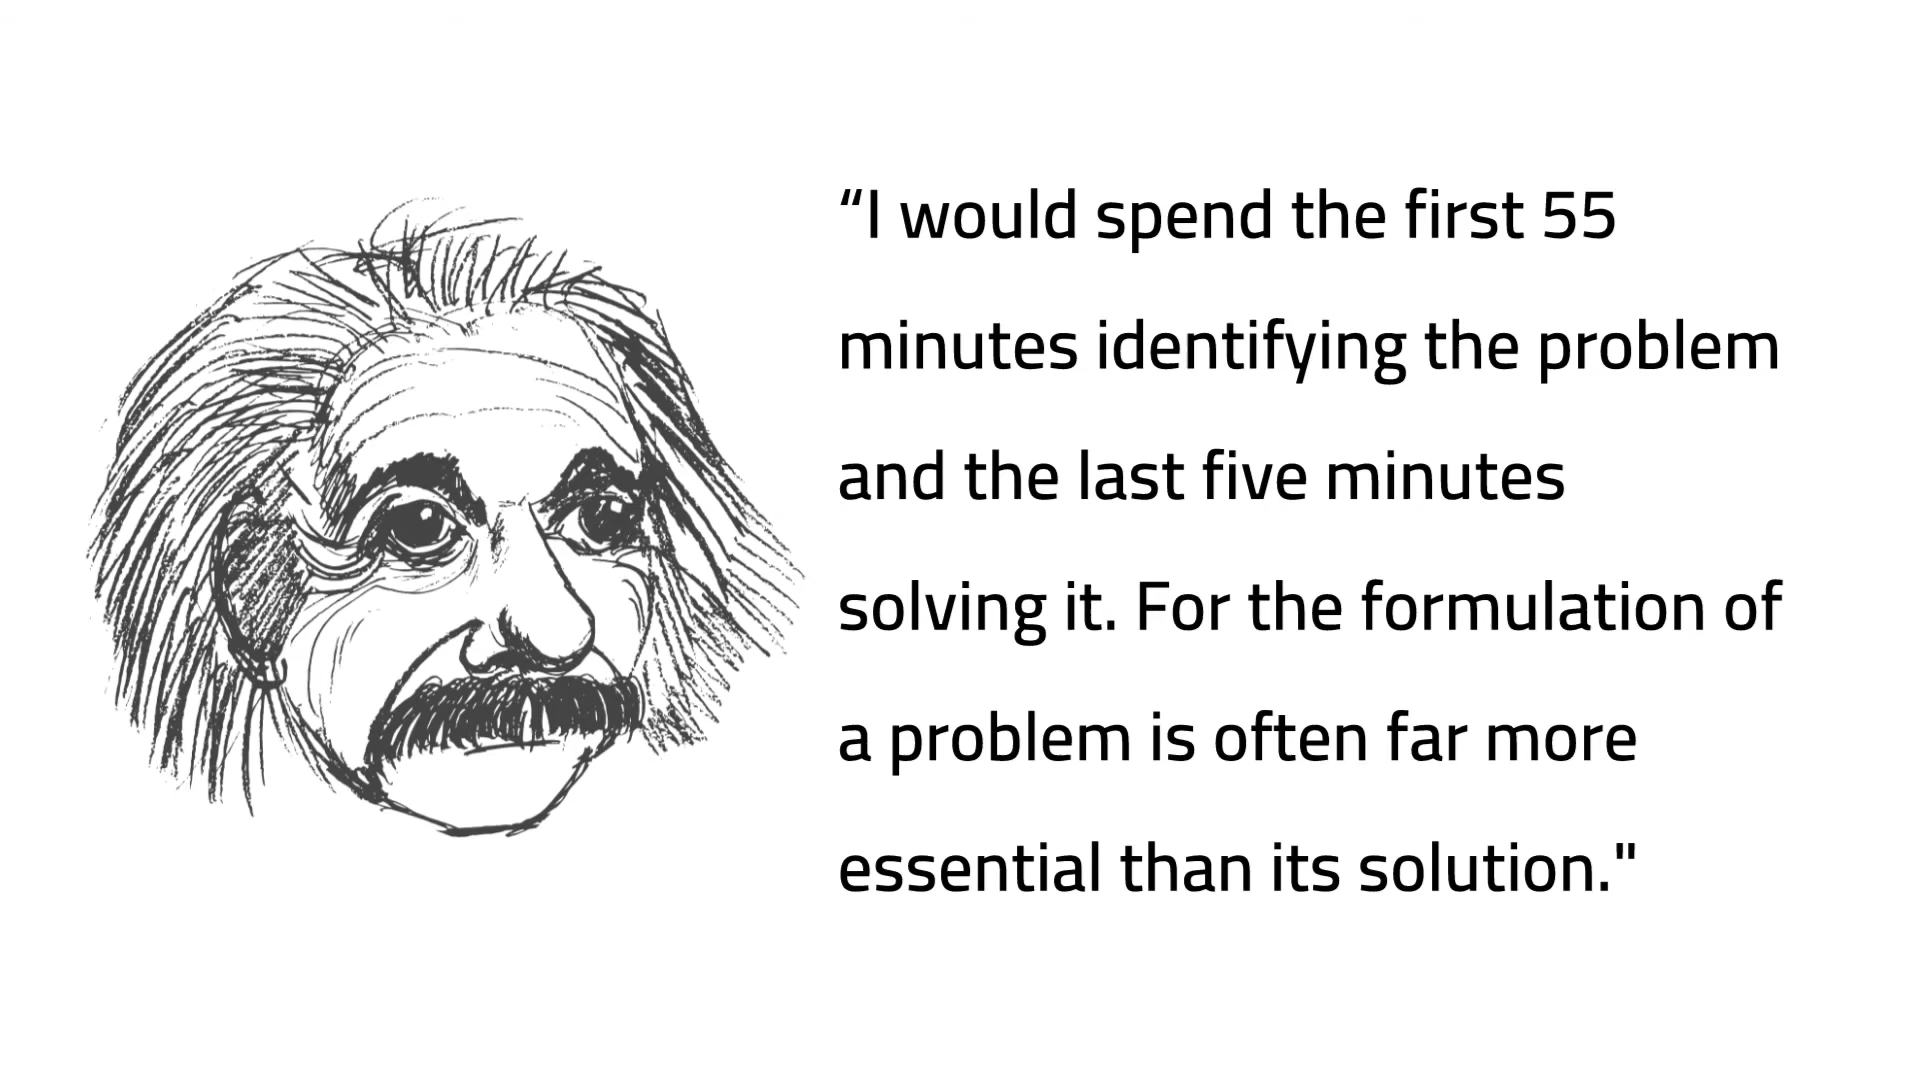 “I would spend the first 55
minutes identifying the problem
and the last five minutes
solving it. For the formulation of
a problem is often far more
essential than its solution."